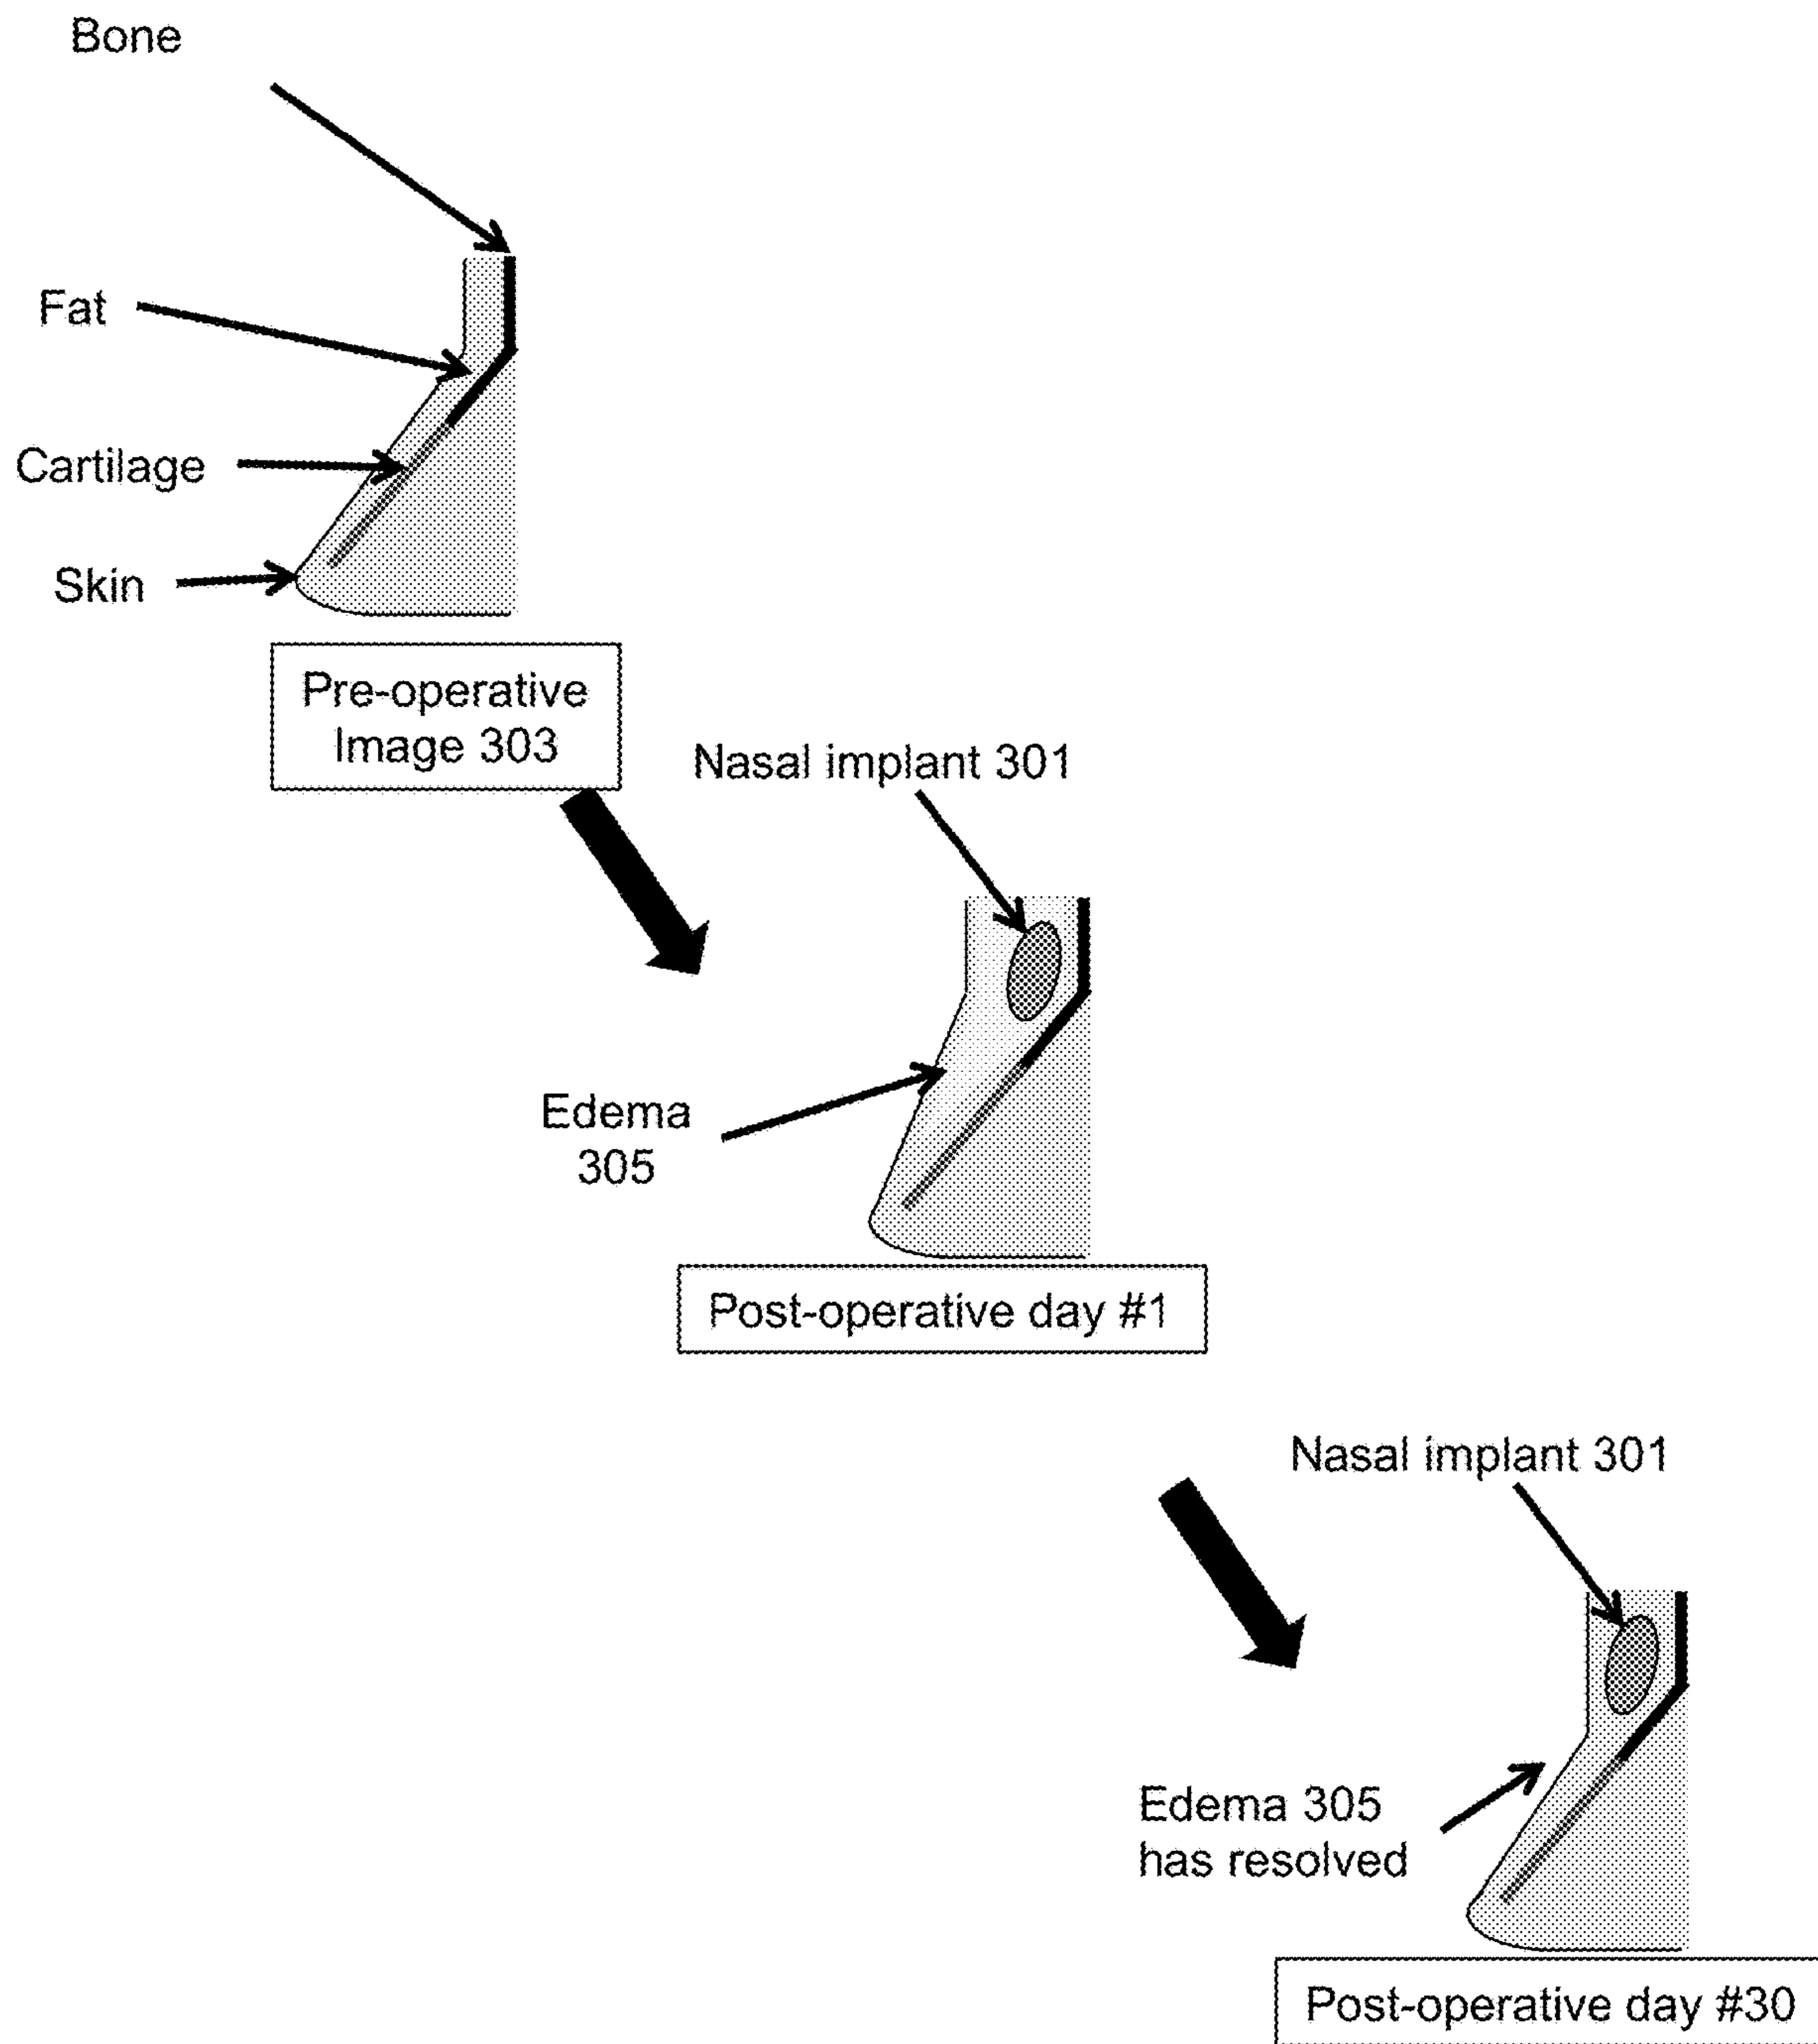 Bone
Fat
Cartilage
Skin
Pre-operative
Image 303
Nasal implant 301
Edema
305
Post-operative day #1
Nasal implant 301
Edema 305
has resolved
Post-operative day #30